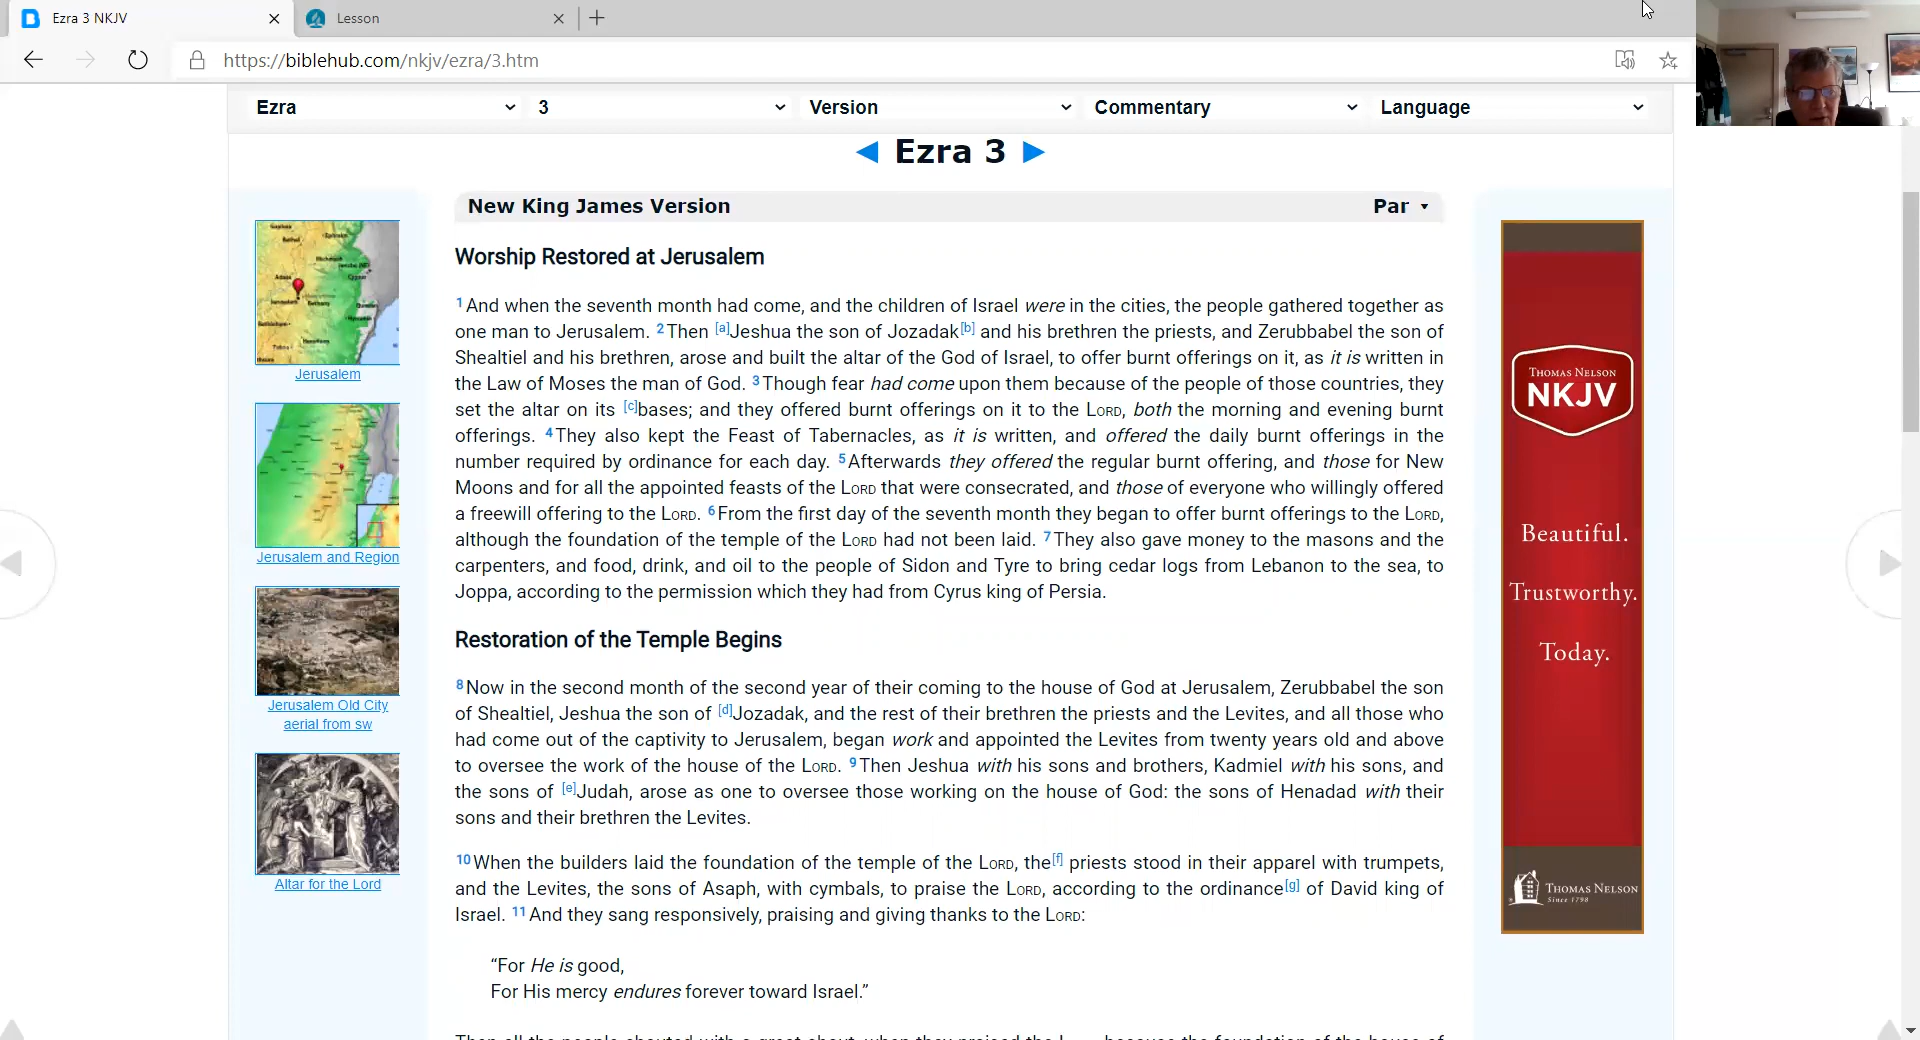 Ezra 3 NKJV
Lesson
https://biblehub.com/nkjv/ezra/3.htm
Ezra 3 Version Commentary Language
Ezra 3
New King James Version Par
Worship Restored at Jerusalem
1 And when the seventh month had come, and the children of Israel were in the cities, the people gathered together as
one man to Jerusalem. 2 Then [a]Jeshua the son of Jozadak[b] and his brethren the priests, and Zerubbabel the son of
Shealtiel and his brethren, arose and built the altar of the God of Israel, to offer burnt offerings on it, as it is written in
the Law of Moses the man of God. 3 Though fear had come upon them because of the people of those countries, they
set the altar on its [c]bases; and they offered burnt offerings on it to the LORD, both the morning and evening burnt
offerings. 4 They also kept the Feast of Tabernacles, as it is written, and offered the daily burnt offerings in the
number required by ordinance for each day. 5 Afterwards they offered the regular burnt offering, and those for New
Moons and for all the appointed feasts of the LORD that were consecrated, and those of everyone who willingly offered
a freewill offering to the LORD. 6 From the first day of the seventh month they began to offer burnt offerings to the LORD,
although the foundation of the temple of the LORD had not been laid. 7 They also gave money to the masons and the
carpenters, and food, drink, and oil to the people of Sidon and Tyre to bring cedar logs from Lebanon to the sea, to
Joppa, according to the permission which they had from Cyrus king of Persia.
Restoration of the Temple Begins
8 Now in the second month of the second year of their coming to the house of God at Jerusalem, Zerubbabel the son
of Shealtiel, Jeshua the son of [d]Jozadak, and the rest of their brethren the priests and the Levites, and all those who
had come out of the captivity to Jerusalem, began work and appointed the Levites from twenty years old and above
to oversee the work of the house of the LORD. 9 Then Jeshua with his sons and brothers, Kadmiel with his sons, and
the sons of [e]Judah, arose as one to oversee those working on the house of God: the sons of Henadad with their
sons and their brethren the Levites.
10 When the builders laid the foundation of the temple of the LORD, the[f] priests stood in their apparel with trumpets,
and the Levites, the sons of Asaph, with cymbals, to praise the LORD, according to the ordinance[g] of David king of
Israel. 11 And they sang responsively, praising and giving thanks to the LORD:
“For He is good,
For His mercy endures forever toward Israel.”
Jerusalem
Jerusalem and Region
Jerusalem Old City
aerial from sw
Altar for the Lord
THOMAS NELSON
NKJV
Beautiful.
Trustworthy.
Today.
THOMAS NELSON
Since 1798